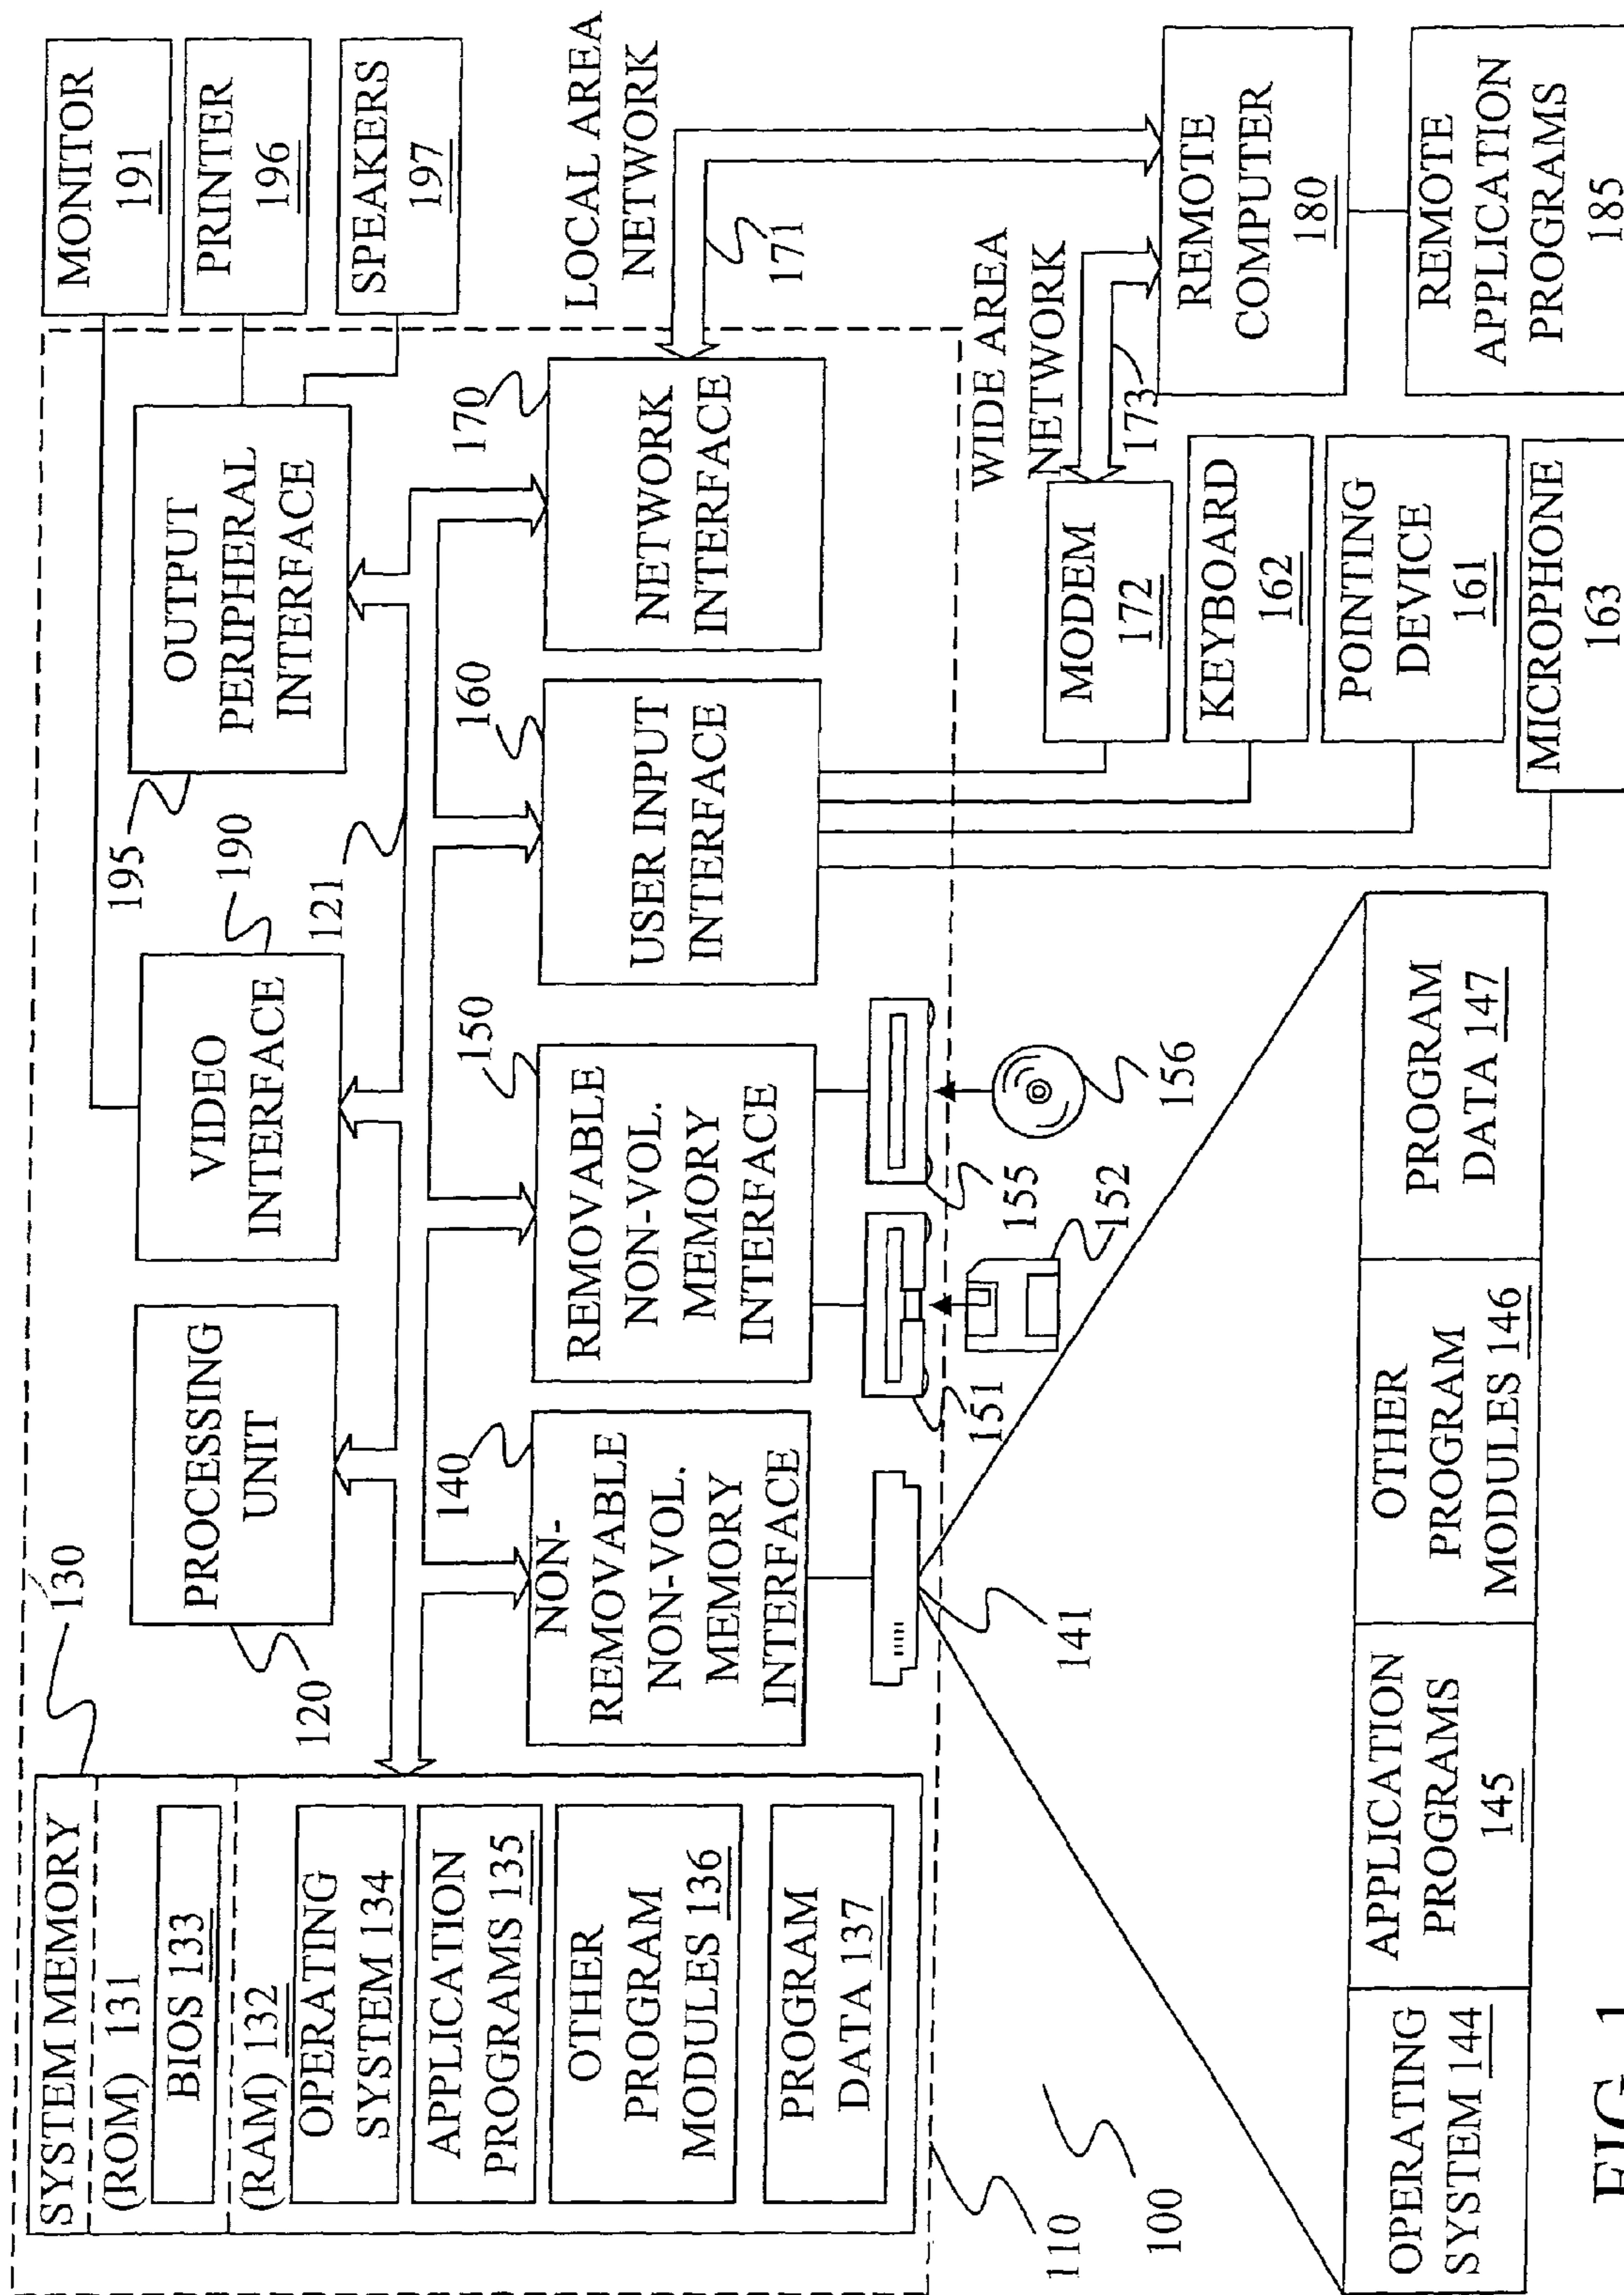 SYSTEM MEMORY
(ROM) 131
BIOS 133
(RAM) 132
OPERATING
SYSTEM 134
APPLICATION
PROGRAMS 135
OTHER
PROGRAM
MODULES 136
PROGRAM
DATA 137
130
PROCESSING
UNIT
120
VIDEO
INTERFACE
190
121
OUTPUT
PERIPHERAL
INTERFACE
195
MONITOR
191
PRINTER
196
SPEAKERS
197
140
NON-
REMOVABLE
NON-VOL.
MEMORY
INTERFACE
150
REMOVABLE
NON-VOL.
MEMORY
INTERFACE
160
USER INPUT
INTERFACE
170
NETWORK
INTERFACE
LOCAL AREA
NETWORK
171
141
151
152
155
156
WIDE AREA
NETWORK
173
MODEM
172
KEYBOARD
162
POINTING
DEVICE
161
MICROPHONE
163
REMOTE
COMPUTER
180
REMOTE
APPLICATION
PROGRAMS
185
110
100
OPERATING
SYSTEM 144
APPLICATION
PROGRAMS
145
OTHER
PROGRAM
MODULES 146
PROGRAM
DATA 147
FIG. 1